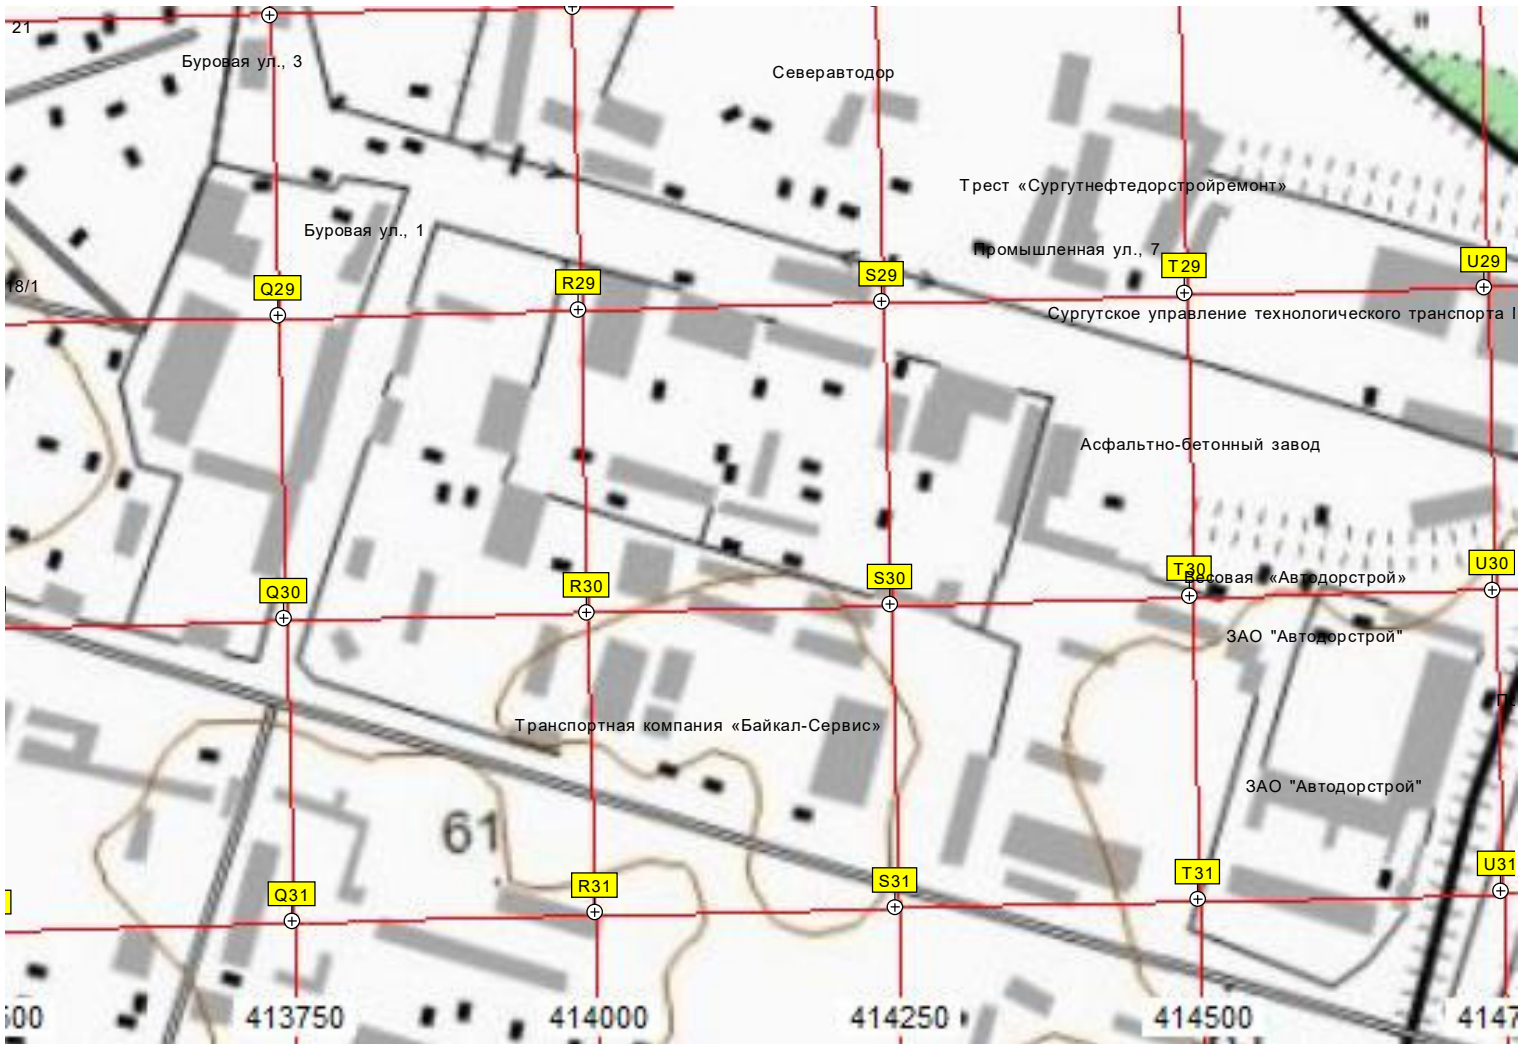 21
Буровая ул., 3
Северавтодор
Трест «Сургутнефтедорстройремонт»
Буровая ул., 1
Промышленная ул., 7
T29
U29
S29
R29
Q29
18/1
Сургутское управление технологического транспорта
Асфальтно-бетонный завод
U30
T30
S30
R30
Q30
Весовая «Автодорстрой»
ЗАО "Автодорстрой"
Транспортная компания «Байкал-Сервис»
ЗАО "Автодорстрой"
61
U31
T31
S31
R31
Q31
413750
414000
414250
414500